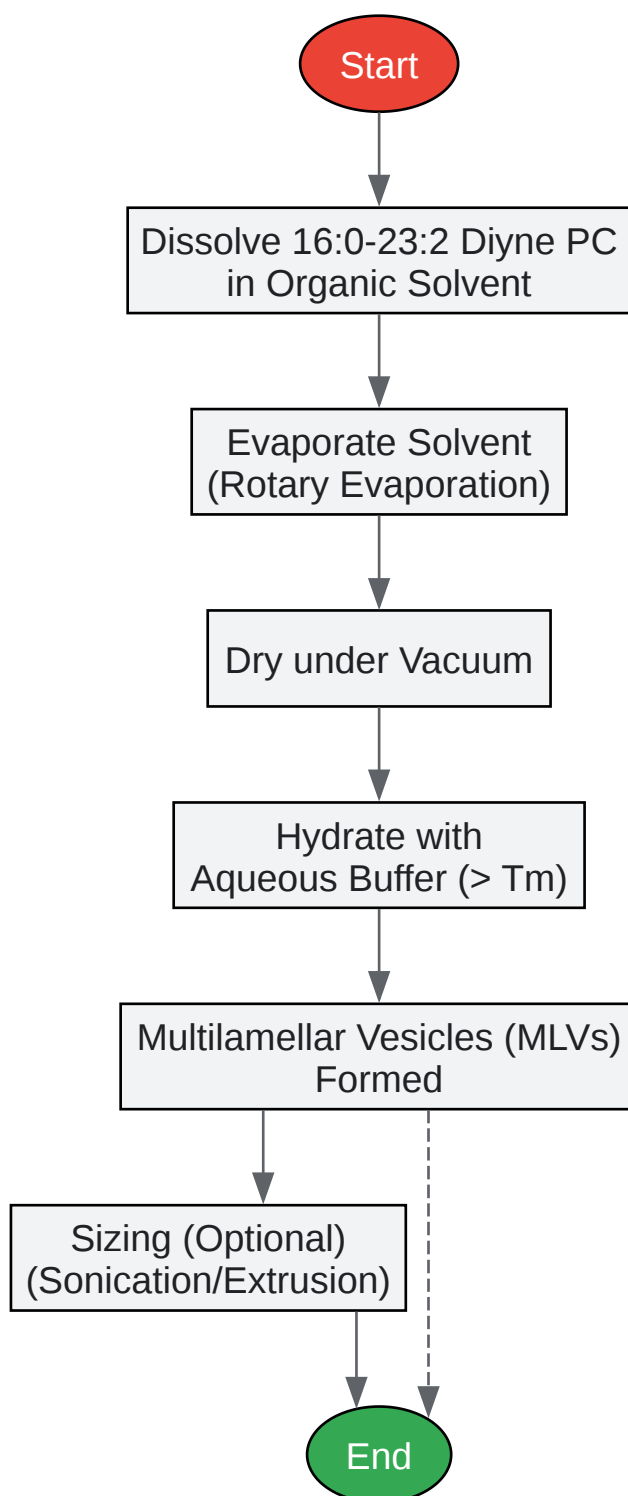 Start
Dissolve 16:0-23:2 Diyne PC
in Organic Solvent
Evaporate Solvent
(Rotary Evaporation)
Dry under Vacuum
Hydrate with
Aqueous Buffer (> Tm)
Multilamellar Vesicles (MLVs)
Formed
Sizing (Optional)
(Sonication/Extrusion)
End